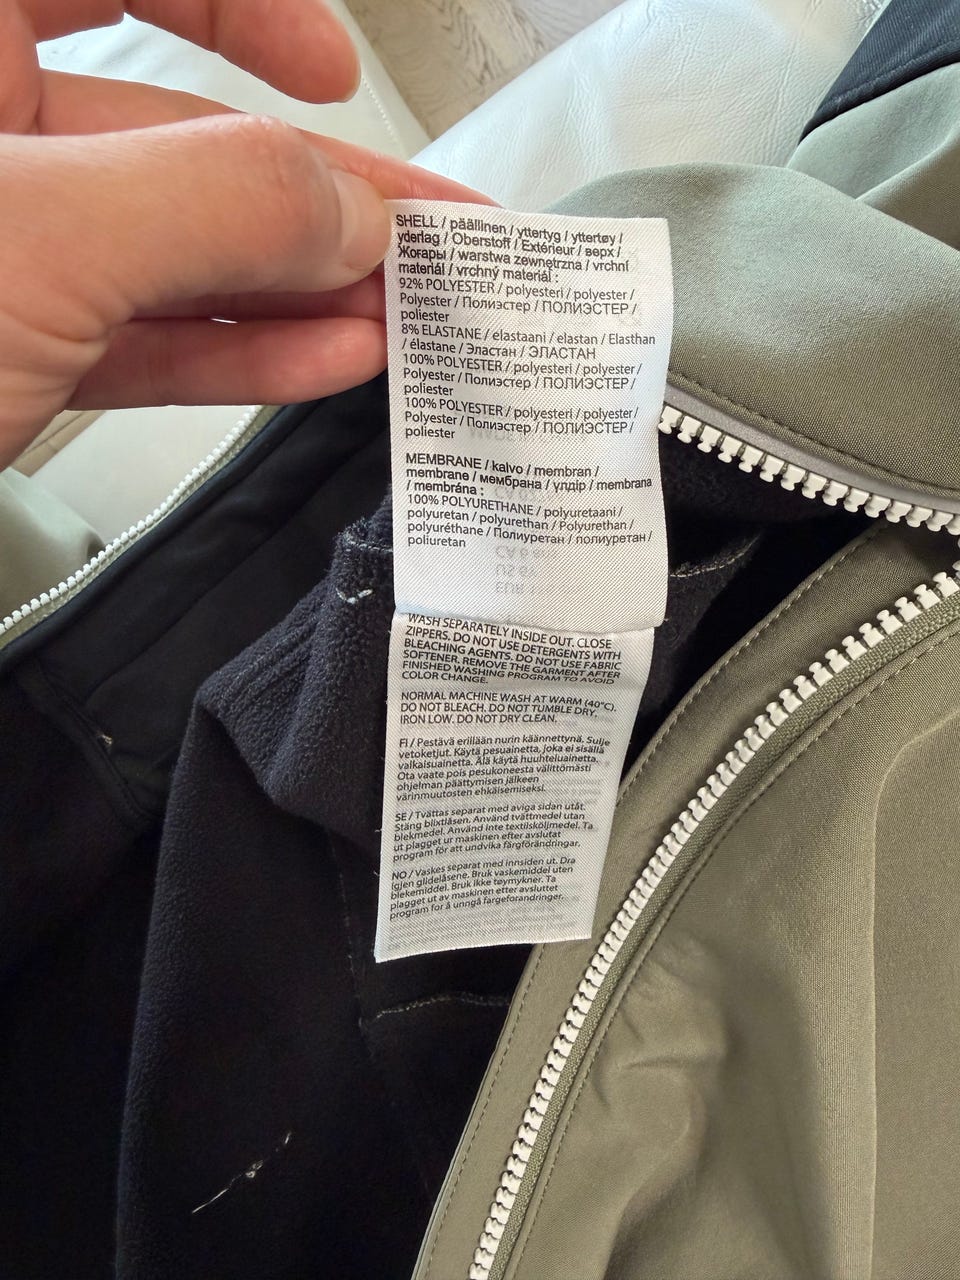 SHELL / päällinen / yttertyg / yttertøy /
yderlag / Oberstoff / Extérieur / верх /
Жоғары / warstwa zewnętrzna / vrchní
materiál / vrchný materiál :
92% POLYESTER / polyesteri / polyester /
Polyester / Полиэстер / ПОЛИЭСТЕР /
poliester
8% ELASTANE / elastaani / elastan / Elasthan
/ élastane / Эластан / ЭЛАСТАН
100% POLYESTER / polyesteri / polyester /
Polyester / Полиэстер / ПОЛИЭСТЕР /
poliester
100% POLYESTER / polyesteri / polyester /
Polyester / Полиэстер / ПОЛИЭСТЕР /
poliester
MEMBRANE / kalvo / membran /
membrane / мембрана / үлдір / membrana
/ membrána :
100% POLYURETHANE / polyuretaani /
polyuretan / polyurethan / Polyurethan /
polyuréthane / Полиуретан / полиуретан /
poliuretan
WASH SEPARATELY INSIDE OUT. CLOSE
ZIPPERS. DO NOT USE DETERGENTS WITH
BLEACHING AGENTS. DO NOT USE FABRIC
SOFTENER. REMOVE THE GARMENT AFTER
FINISHED WASHING PROGRAM TO AVOID
COLOR CHANGE.
NORMAL MACHINE WASH AT WARM (40°C).
DO NOT BLEACH. DO NOT TUMBLE DRY.
IRON LOW. DO NOT DRY CLEAN.
FI / Pestävä erillään nurin käännettynä. Sulje
vetoketjut. Käytä pesuainetta, joka ei sisällä
valkaisuainetta. Älä käytä huuhteluainetta.
Ota vaate pois pesukoneesta välittömästi
ohjelman päättymisen jälkeen
värinmuutosten ehkäisemiseksi.
SE / Tvättas separat med aviga sidan utåt.
Stäng blixtlåsen. Använd tvättmedel utan
blekmedel. Använd inte textilsköljmedel. Ta
ut plagget ur maskinen efter avslutat
program för att undvika färgförändringar.
NO / Vaskes separat med innsiden ut. Dra
igjen glidelåsene. Bruk vaskemiddel uten
blekemiddel. Bruk ikke tøymykner. Ta
plagget ut av maskinen etter avsluttet
program for å unngå fargeforandringer.